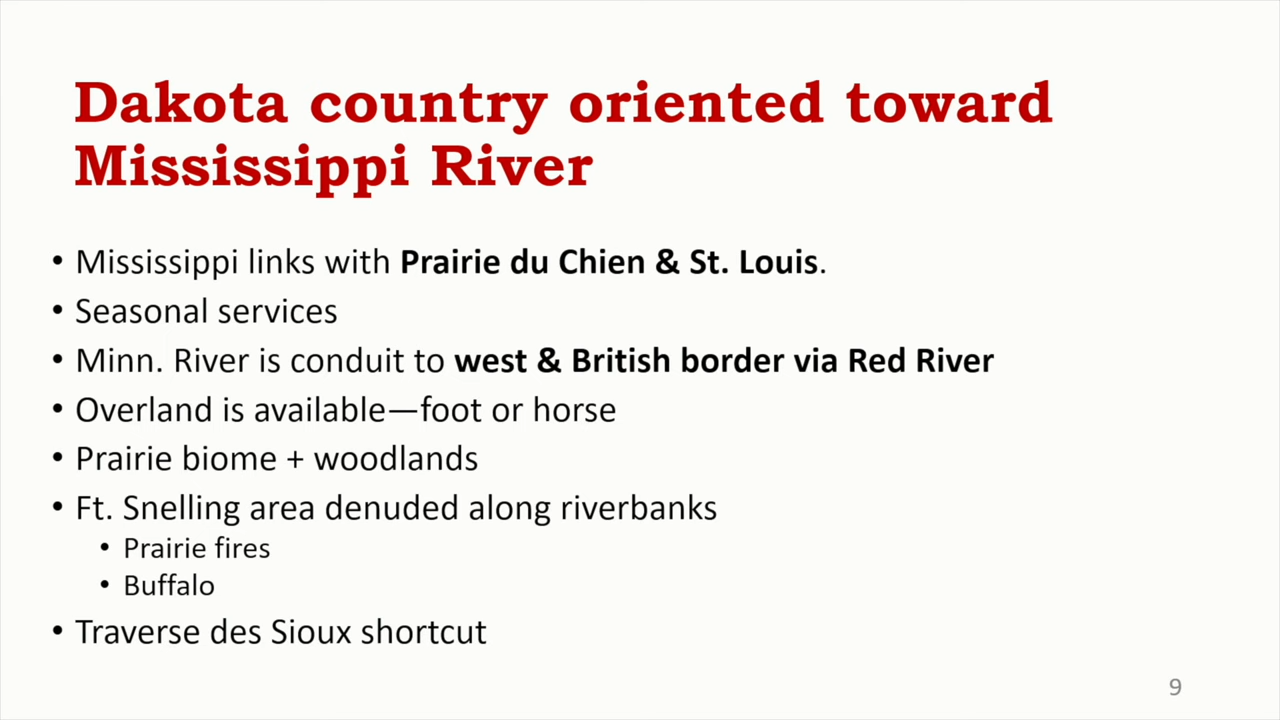 Dakota country oriented toward
Mississippi River
• Mississippi links with Prairie du Chien & St. Louis.
• Seasonal services
• Minn. River is conduit to west & British border via Red River
• Overland is available—foot or horse
• Prairie biome + woodlands
• Ft. Snelling area denuded along riverbanks
• Prairie fires
• Buffalo
• Traverse des Sioux shortcut
9